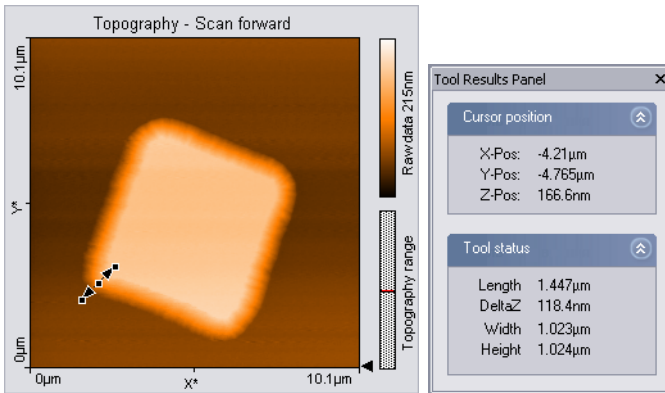 Topography - Scan forward
10.1µm
Y*
0µm
0µm
X*
10.1µm
Rawdata 215nm
Topography range
Tool Results Panel
Cursor position
X-Pos: -4.21µm
Y-Pos: -4.765µm
Z-Pos: 166.6nm
Tool status
Length 1.447µm
DeltaZ 118.4nm
Width 1.023µm
Height 1.024µm